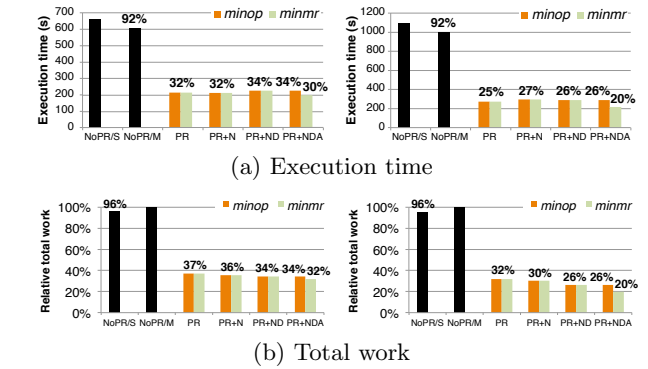 700
600
500
400
300
200
100
0
Execution time (s)
minop minmr
92%
32% 32% 34% 34% 30%
NoPR/S NoPR/M PR PR+N PR+ND PR+NDA
1200
1000
800
600
400
200
0
Execution time (s)
minop minmr
92%
25% 27% 26% 26% 20%
NoPR/S NoPR/M PR PR+N PR+ND PR+NDA
(a) Execution time
100%
80%
60%
40%
20%
0%
Relative total work
minop minmr
96%
37% 36% 34% 34% 32%
NoPR/S NoPR/M PR PR+N PR+ND PR+NDA
100%
80%
60%
40%
20%
0%
Relative total work
minop minmr
96%
32% 30% 26% 26% 20%
NoPR/S NoPR/M PR PR+N PR+ND PR+NDA
(b) Total work